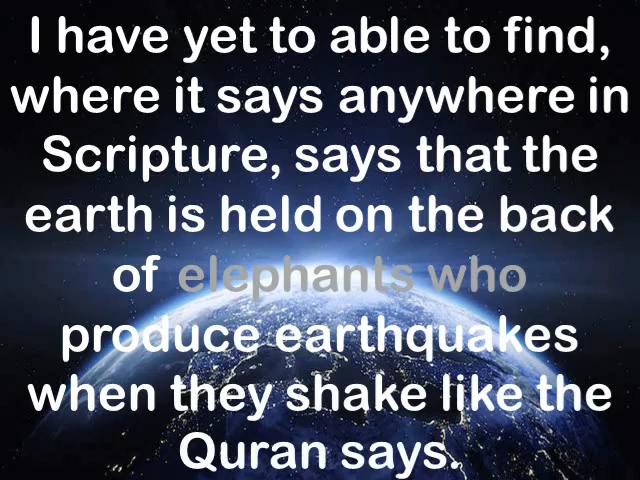 I have yet to able to find,
where it says anywhere in
Scripture, says that the
earth is held on the back
of elephants who
produce earthquakes
when they shake like the
Quran says.